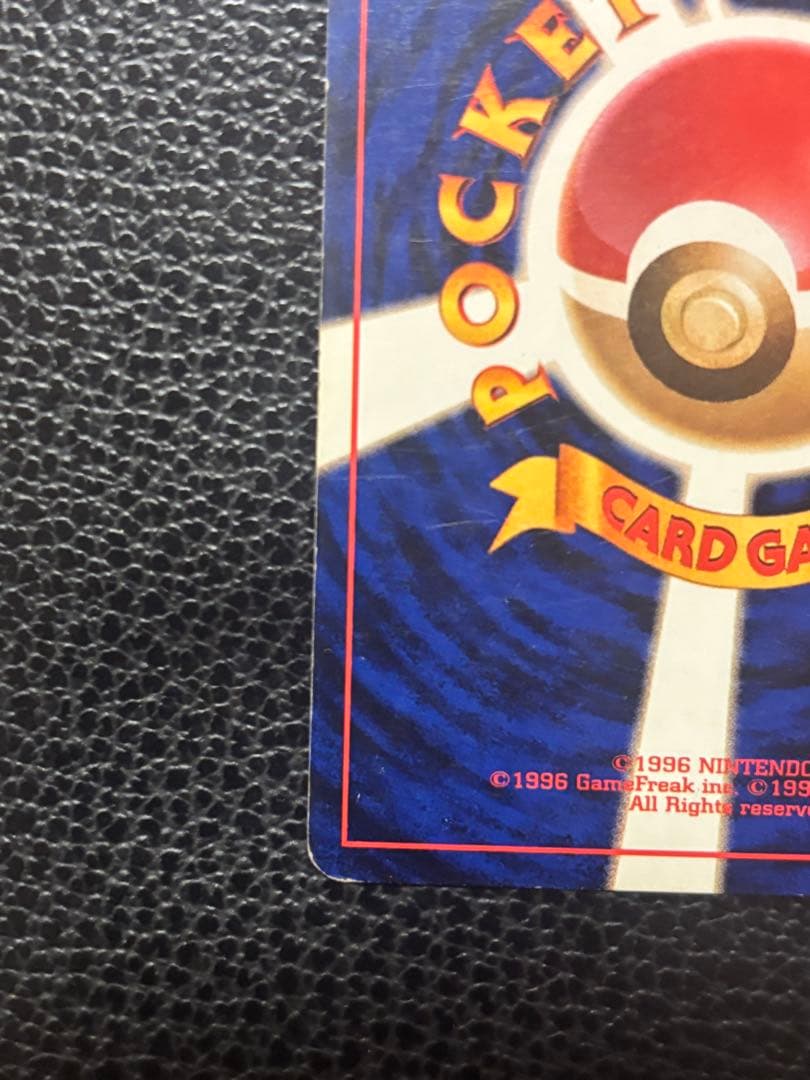 POCKET
CARD GA
©1996 NINTENDO
©1996 GameFreak inc. ©199
All Rights reserve